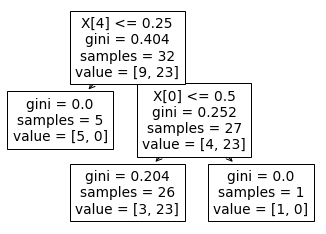 X[4] <= 0.25
gini = 0.404
samples = 32
value = [9, 23]
gini = 0.0
samples = 5
value = [5, 0]
X[0] <= 0.5
gini = 0.252
samples = 27
value = [4, 23]
gini = 0.204
samples = 26
value = [3, 23]
gini = 0.0
samples = 1
value = [1, 0]